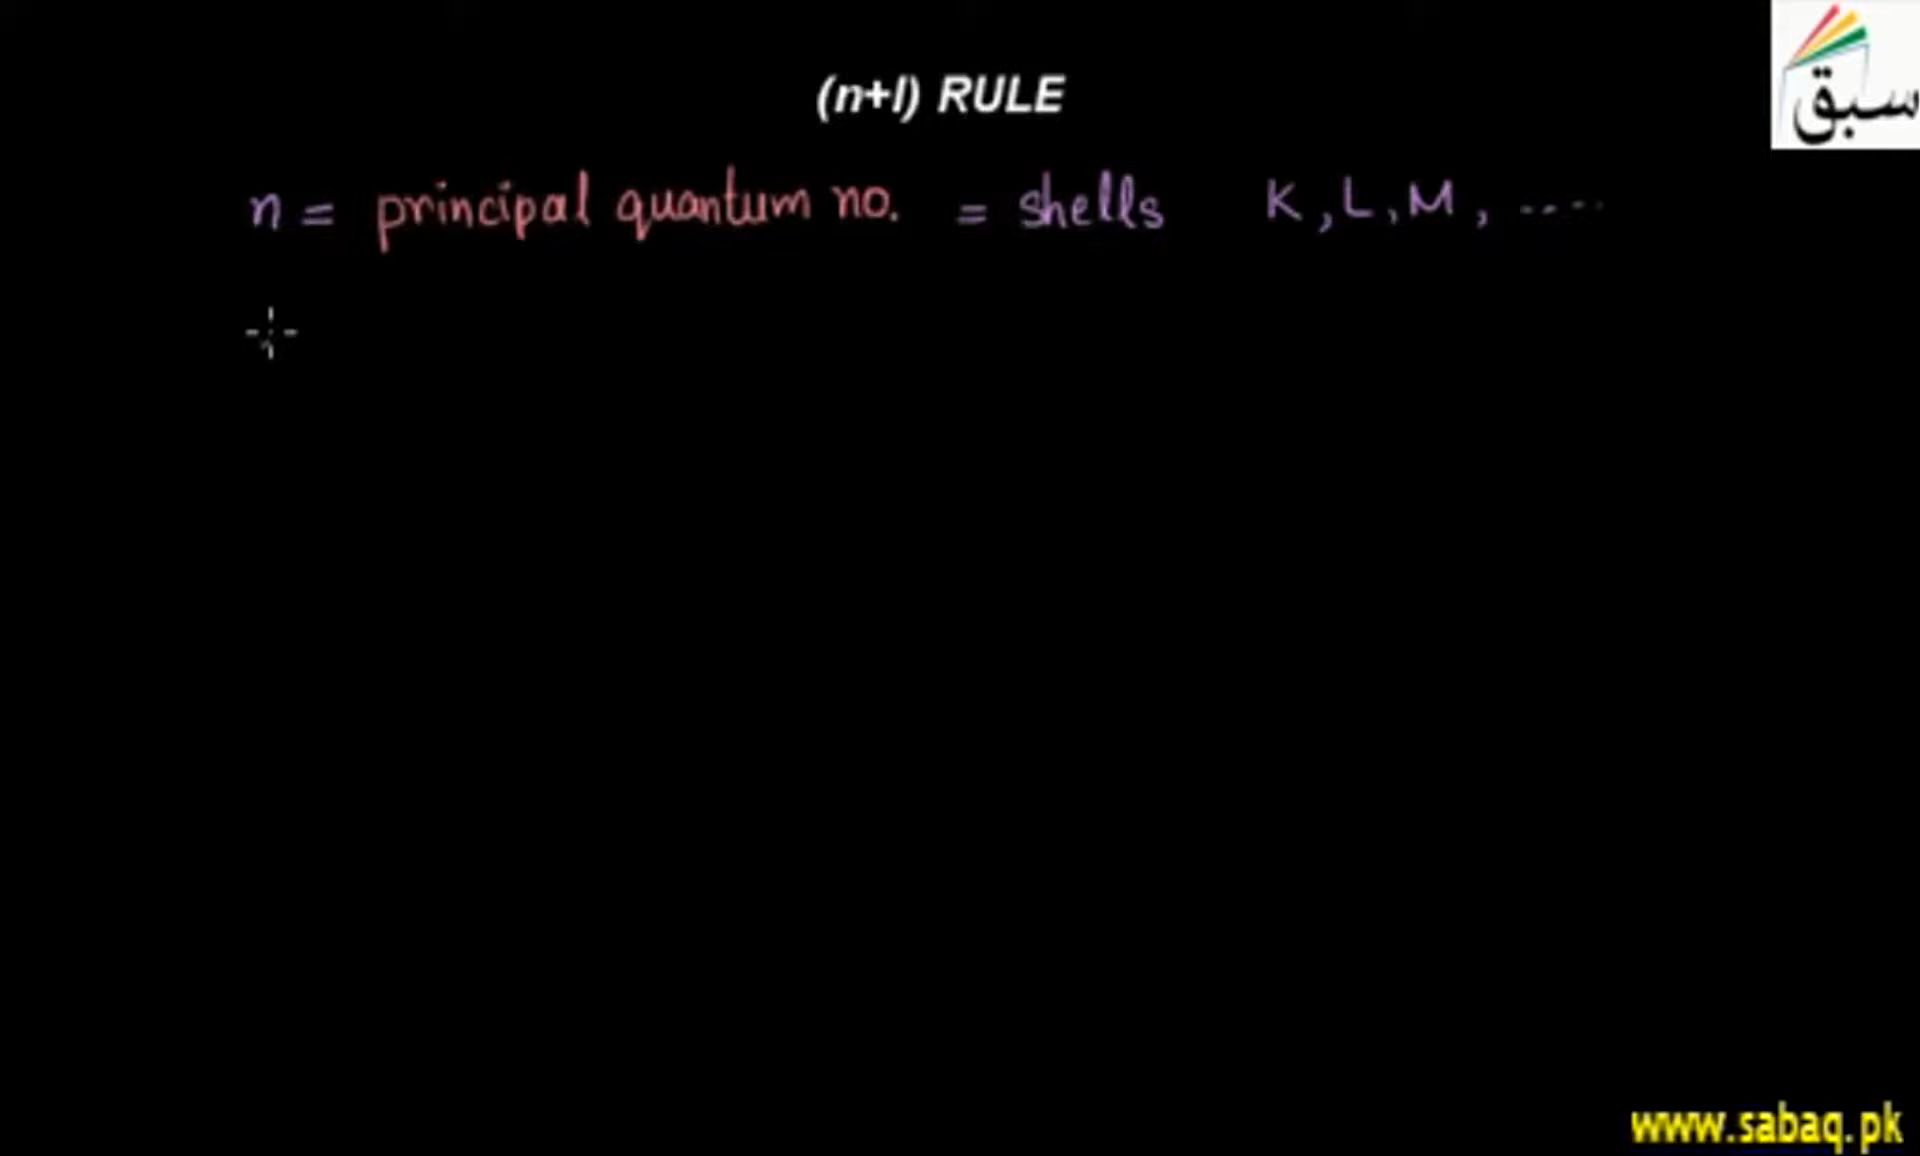 سبق
(n+l) RULE
n = principal quantum no. = shells K, L, M, ....
www.sabaq.pk